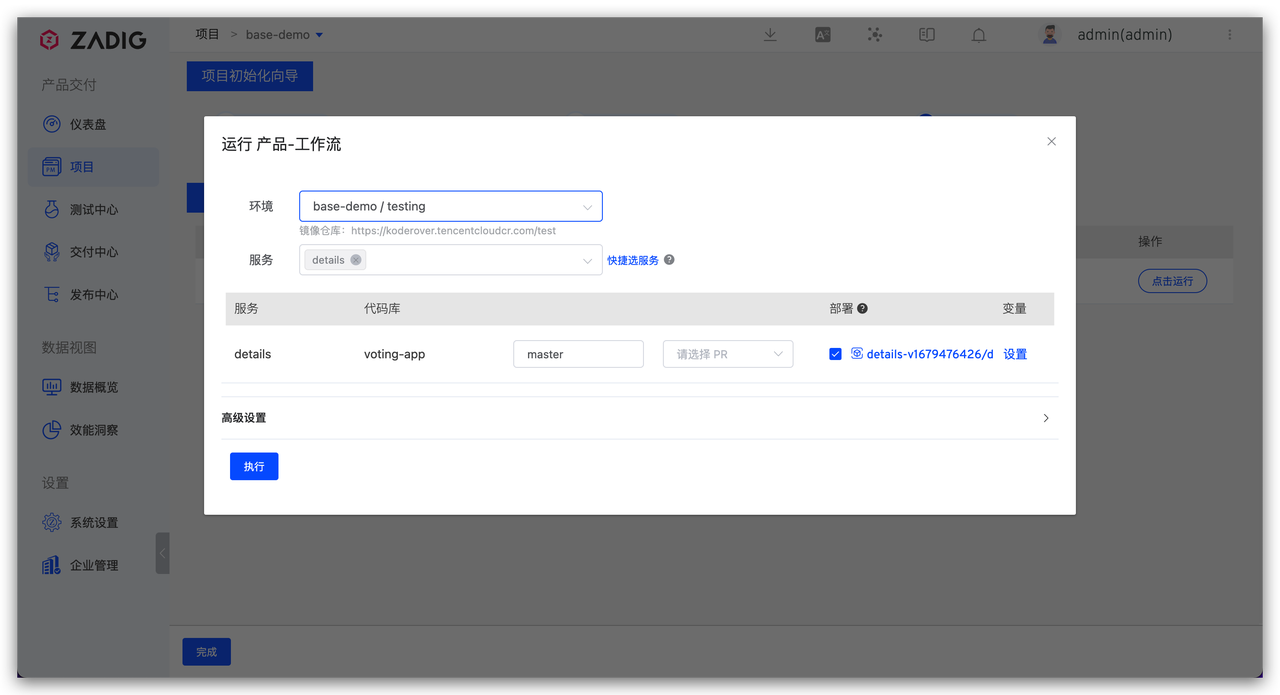 ZADIG
项目 > base-demo
A
admin(admin)
产品交付
项目初始化向导
仪表盘
项目
测试中心
交付中心
发布中心
数据视图
数据概览
效能洞察
设置
系统设置
企业管理
运行 产品-工作流
环境
base-demo / testing
镜像仓库：https://koderover.tencentcloudcr.com/test
服务
details
快捷选服务
操作
点击运行
服务 代码库 部署 变量
details voting-app master 请选择 PR details-v1679476426/d 设置
高级设置
执行
完成